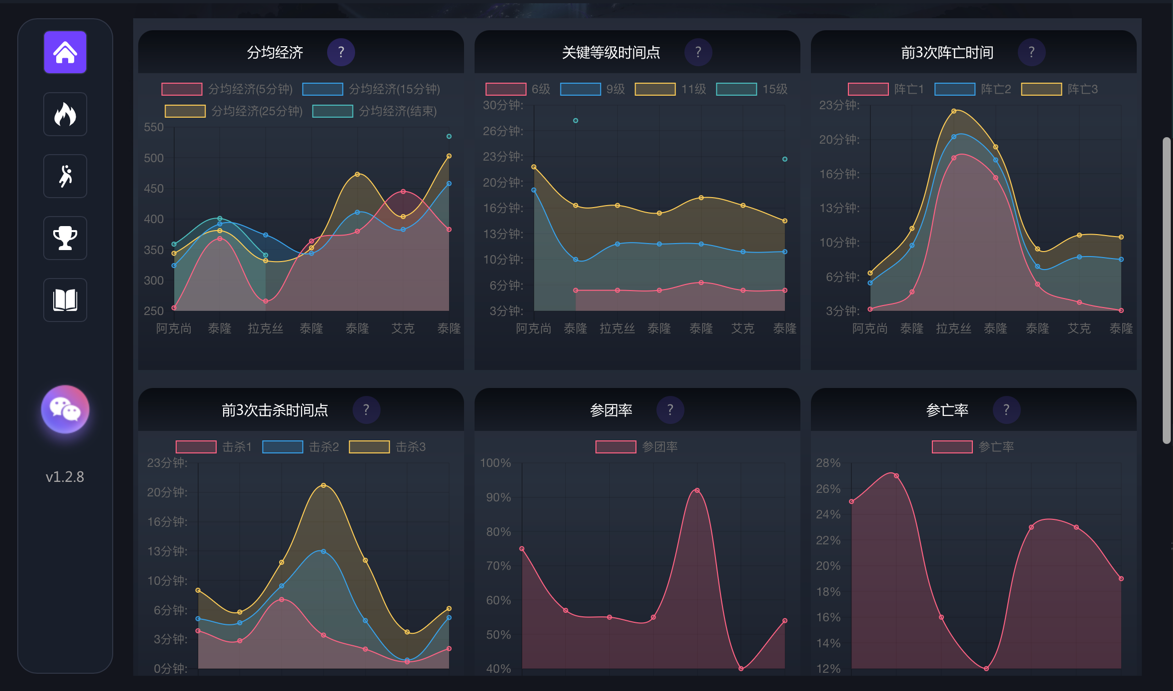 分均经济 ?
分均经济(5分钟) 分均经济(15分钟)
分均经济(25分钟) 分均经济(结束)
550
500
450
400
350
300
250
阿克尚 泰隆 拉克丝 泰隆 泰隆 艾克 泰隆
关键等级时间点 ?
6级 9级 11级 15级
30分钟:
26分钟:
23分钟:
20分钟:
16分钟:
13分钟:
10分钟:
6分钟:
3分钟:
阿克尚 泰隆 拉克丝 泰隆 泰隆 艾克 泰隆
前3次阵亡时间 ?
阵亡1 阵亡2 阵亡3
23分钟:
20分钟:
16分钟:
13分钟:
10分钟:
6分钟:
3分钟:
阿克尚 泰隆 拉克丝 泰隆 泰隆 艾克 泰隆
前3次击杀时间点 ?
击杀1 击杀2 击杀3
23分钟:
20分钟:
16分钟:
13分钟:
10分钟:
6分钟:
3分钟:
0分钟:
参团率 ?
参团率
100%
90%
80%
70%
60%
50%
40%
参亡率 ?
参亡率
28%
26%
24%
22%
20%
18%
16%
14%
12%
v1.2.8